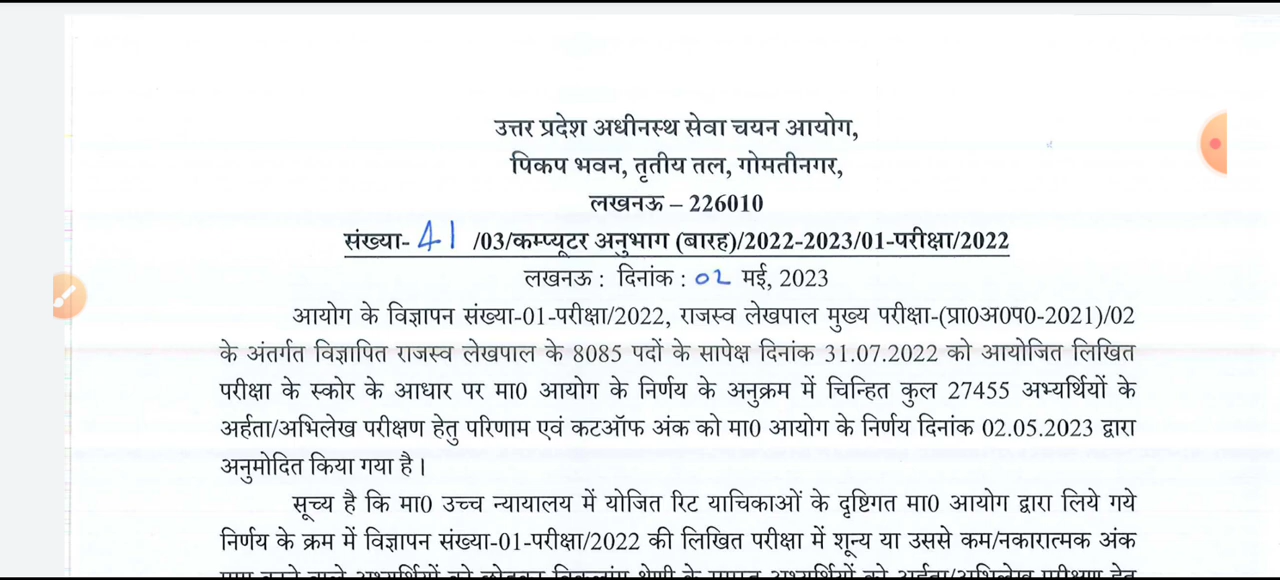 उत्तर प्रदेश अधीनस्थ सेवा चयन आयोग,
पिकप भवन, तृतीय तल, गोमतीनगर,
लखनऊ – 226010
संख्या- 41 /03/कम्प्यूटर अनुभाग (बारह)/2022-2023/01-परीक्षा/2022
लखनऊ : दिनांक : 02 मई, 2023
आयोग के विज्ञापन संख्या-01-परीक्षा/2022, राजस्व लेखपाल मुख्य परीक्षा-(प्रा0अ0प0-2021)/02
के अंतर्गत विज्ञापित राजस्व लेखपाल के 8085 पदों के सापेक्ष दिनांक 31.07.2022 को आयोजित लिखित
परीक्षा के स्कोर के आधार पर मा0 आयोग के निर्णय के अनुक्रम में चिन्हित कुल 27455 अभ्यर्थियों के
अर्हता/अभिलेख परीक्षण हेतु परिणाम एवं कटऑफ अंक को मा0 आयोग के निर्णय दिनांक 02.05.2023 द्वारा
अनुमोदित किया गया है।
सूच्य है कि मा0 उच्च न्यायालय में योजित रिट याचिकाओं के दृष्टिगत मा0 आयोग द्वारा लिये गये
निर्णय के क्रम में विज्ञापन संख्या-01-परीक्षा/2022 की लिखित परीक्षा में शून्य या उससे कम/नकारात्मक अंक